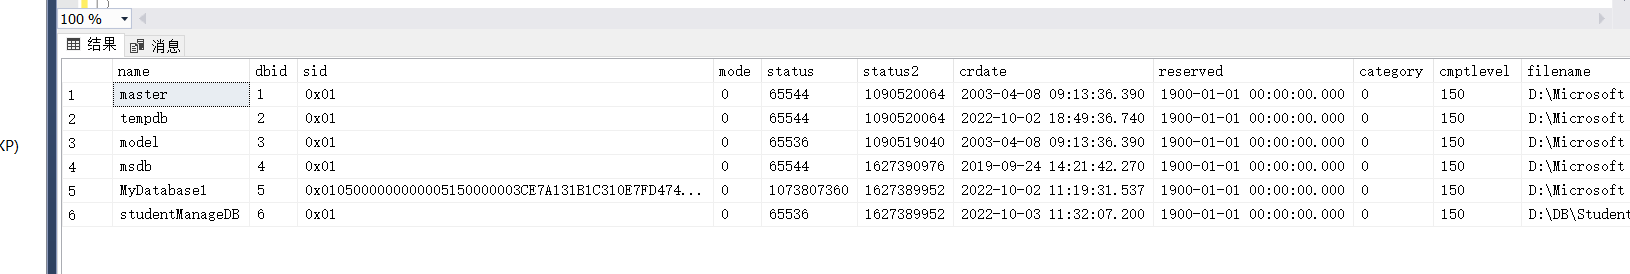 100 %
结果 消息
name dbid sid mode status status2 crdate reserved category cmptlevel filename
1 master 1 0x01 0 65544 1090520064 2003-04-08 09:13:36.390 1900-01-01 00:00:00.000 0 150 D:\Microsoft
2 tempdb 2 0x01 0 65544 1090520064 2022-10-02 18:49:36.740 1900-01-01 00:00:00.000 0 150 D:\Microsoft
XP)
3 model 3 0x01 0 65536 1090519040 2003-04-08 09:13:36.390 1900-01-01 00:00:00.000 0 150 D:\Microsoft
4 msdb 4 0x01 0 65544 1627390976 2019-09-24 14:21:42.270 1900-01-01 00:00:00.000 0 150 D:\Microsoft
5 MyDatabase1 5 0x0105000000000005150000003CE7A131B1C310E7FD474... 0 1073807360 1627389952 2022-10-02 11:19:31.537 1900-01-01 00:00:00.000 0 150 D:\Microsoft
6 studentManageDB 6 0x01 0 65536 1627389952 2022-10-03 11:32:07.200 1900-01-01 00:00:00.000 0 150 D:\DB\Student